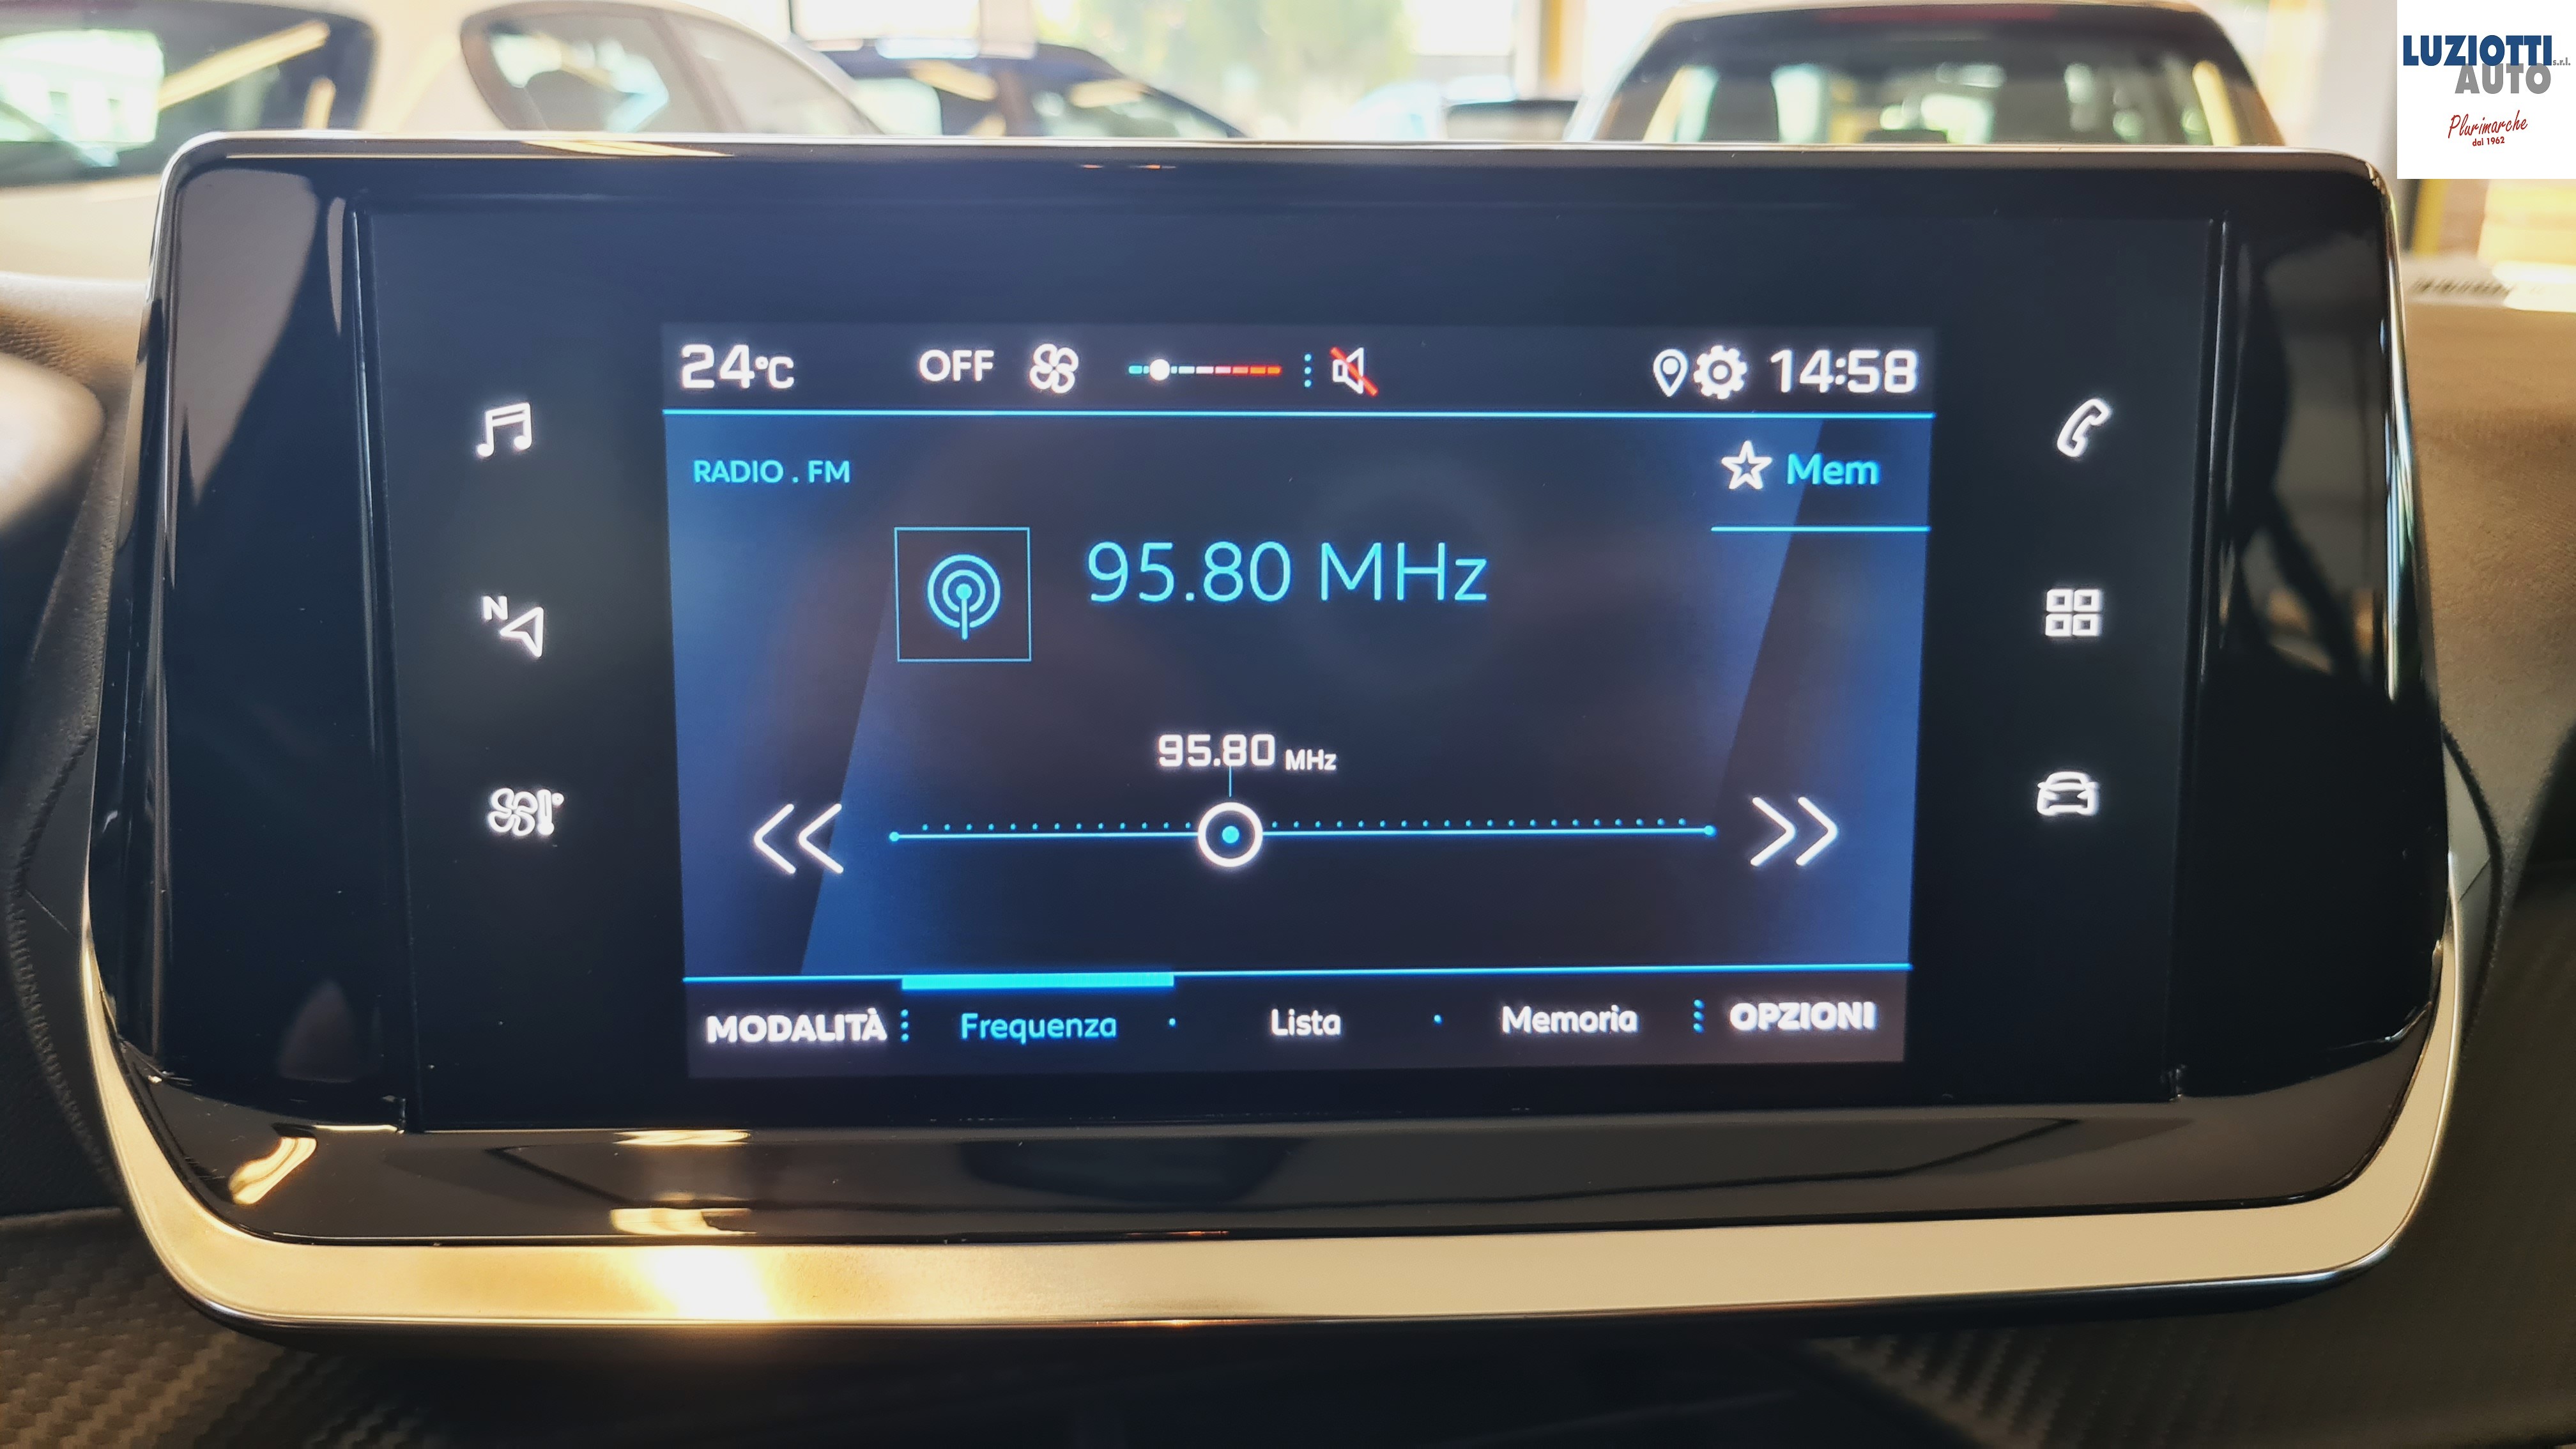 LUZIOTTI s.r.l.
AUTO
Plurimarche
dal 1962
24°C OFF 14:58
RADIO . FM
Mem
95.80 MHz
N
95.80 MHz
MODALITÀ Frequenza Lista Memoria OPZIONI